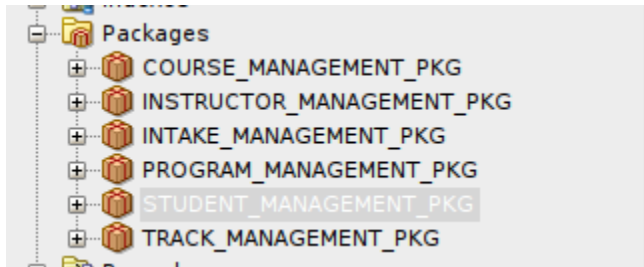 Packages
COURSE_MANAGEMENT_PKG
INSTRUCTOR_MANAGEMENT_PKG
INTAKE_MANAGEMENT_PKG
PROGRAM_MANAGEMENT_PKG
STUDENT_MANAGEMENT_PKG
TRACK_MANAGEMENT_PKG